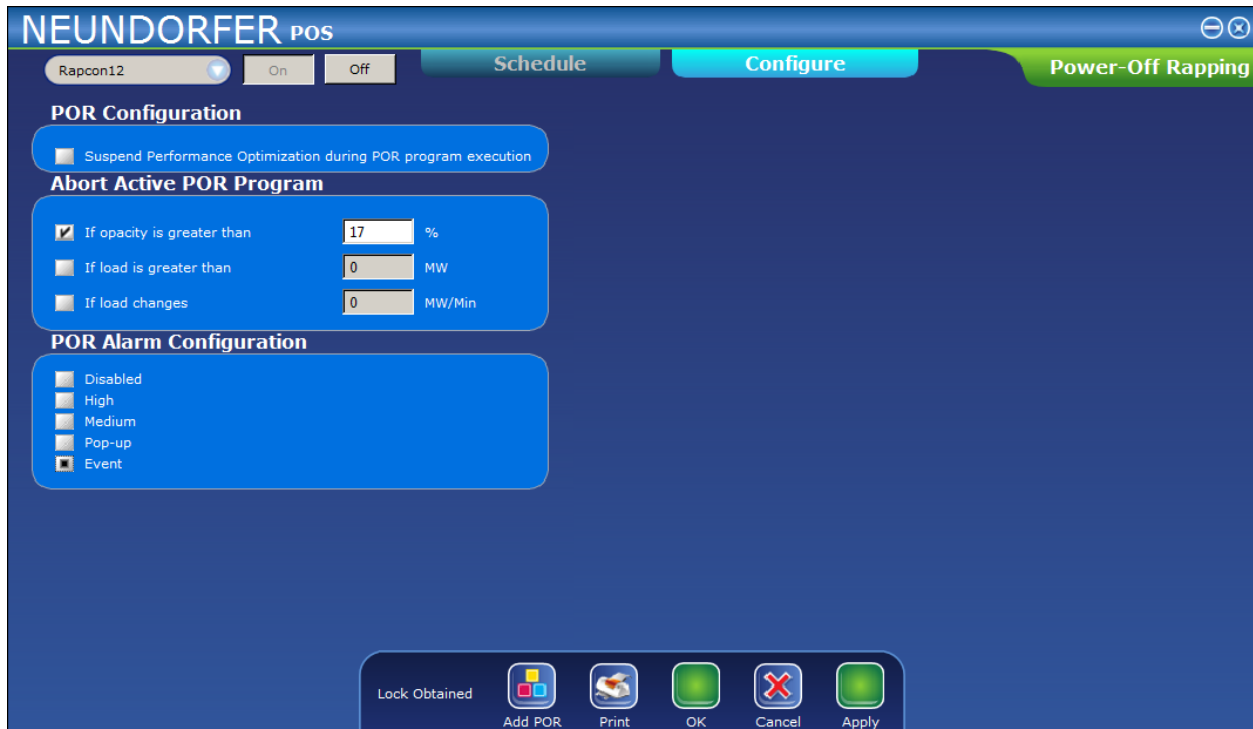 NEUNDORFER POS
Rapcon12 On Off Schedule Configure Power-Off Rapping
POR Configuration
Suspend Performance Optimization during POR program execution
Abort Active POR Program
If opacity is greater than 17 %
If load is greater than 0 MW
If load changes 0 MW/Min
POR Alarm Configuration
Disabled
High
Medium
Pop-up
Event
Lock Obtained
Add POR Print OK Cancel Apply